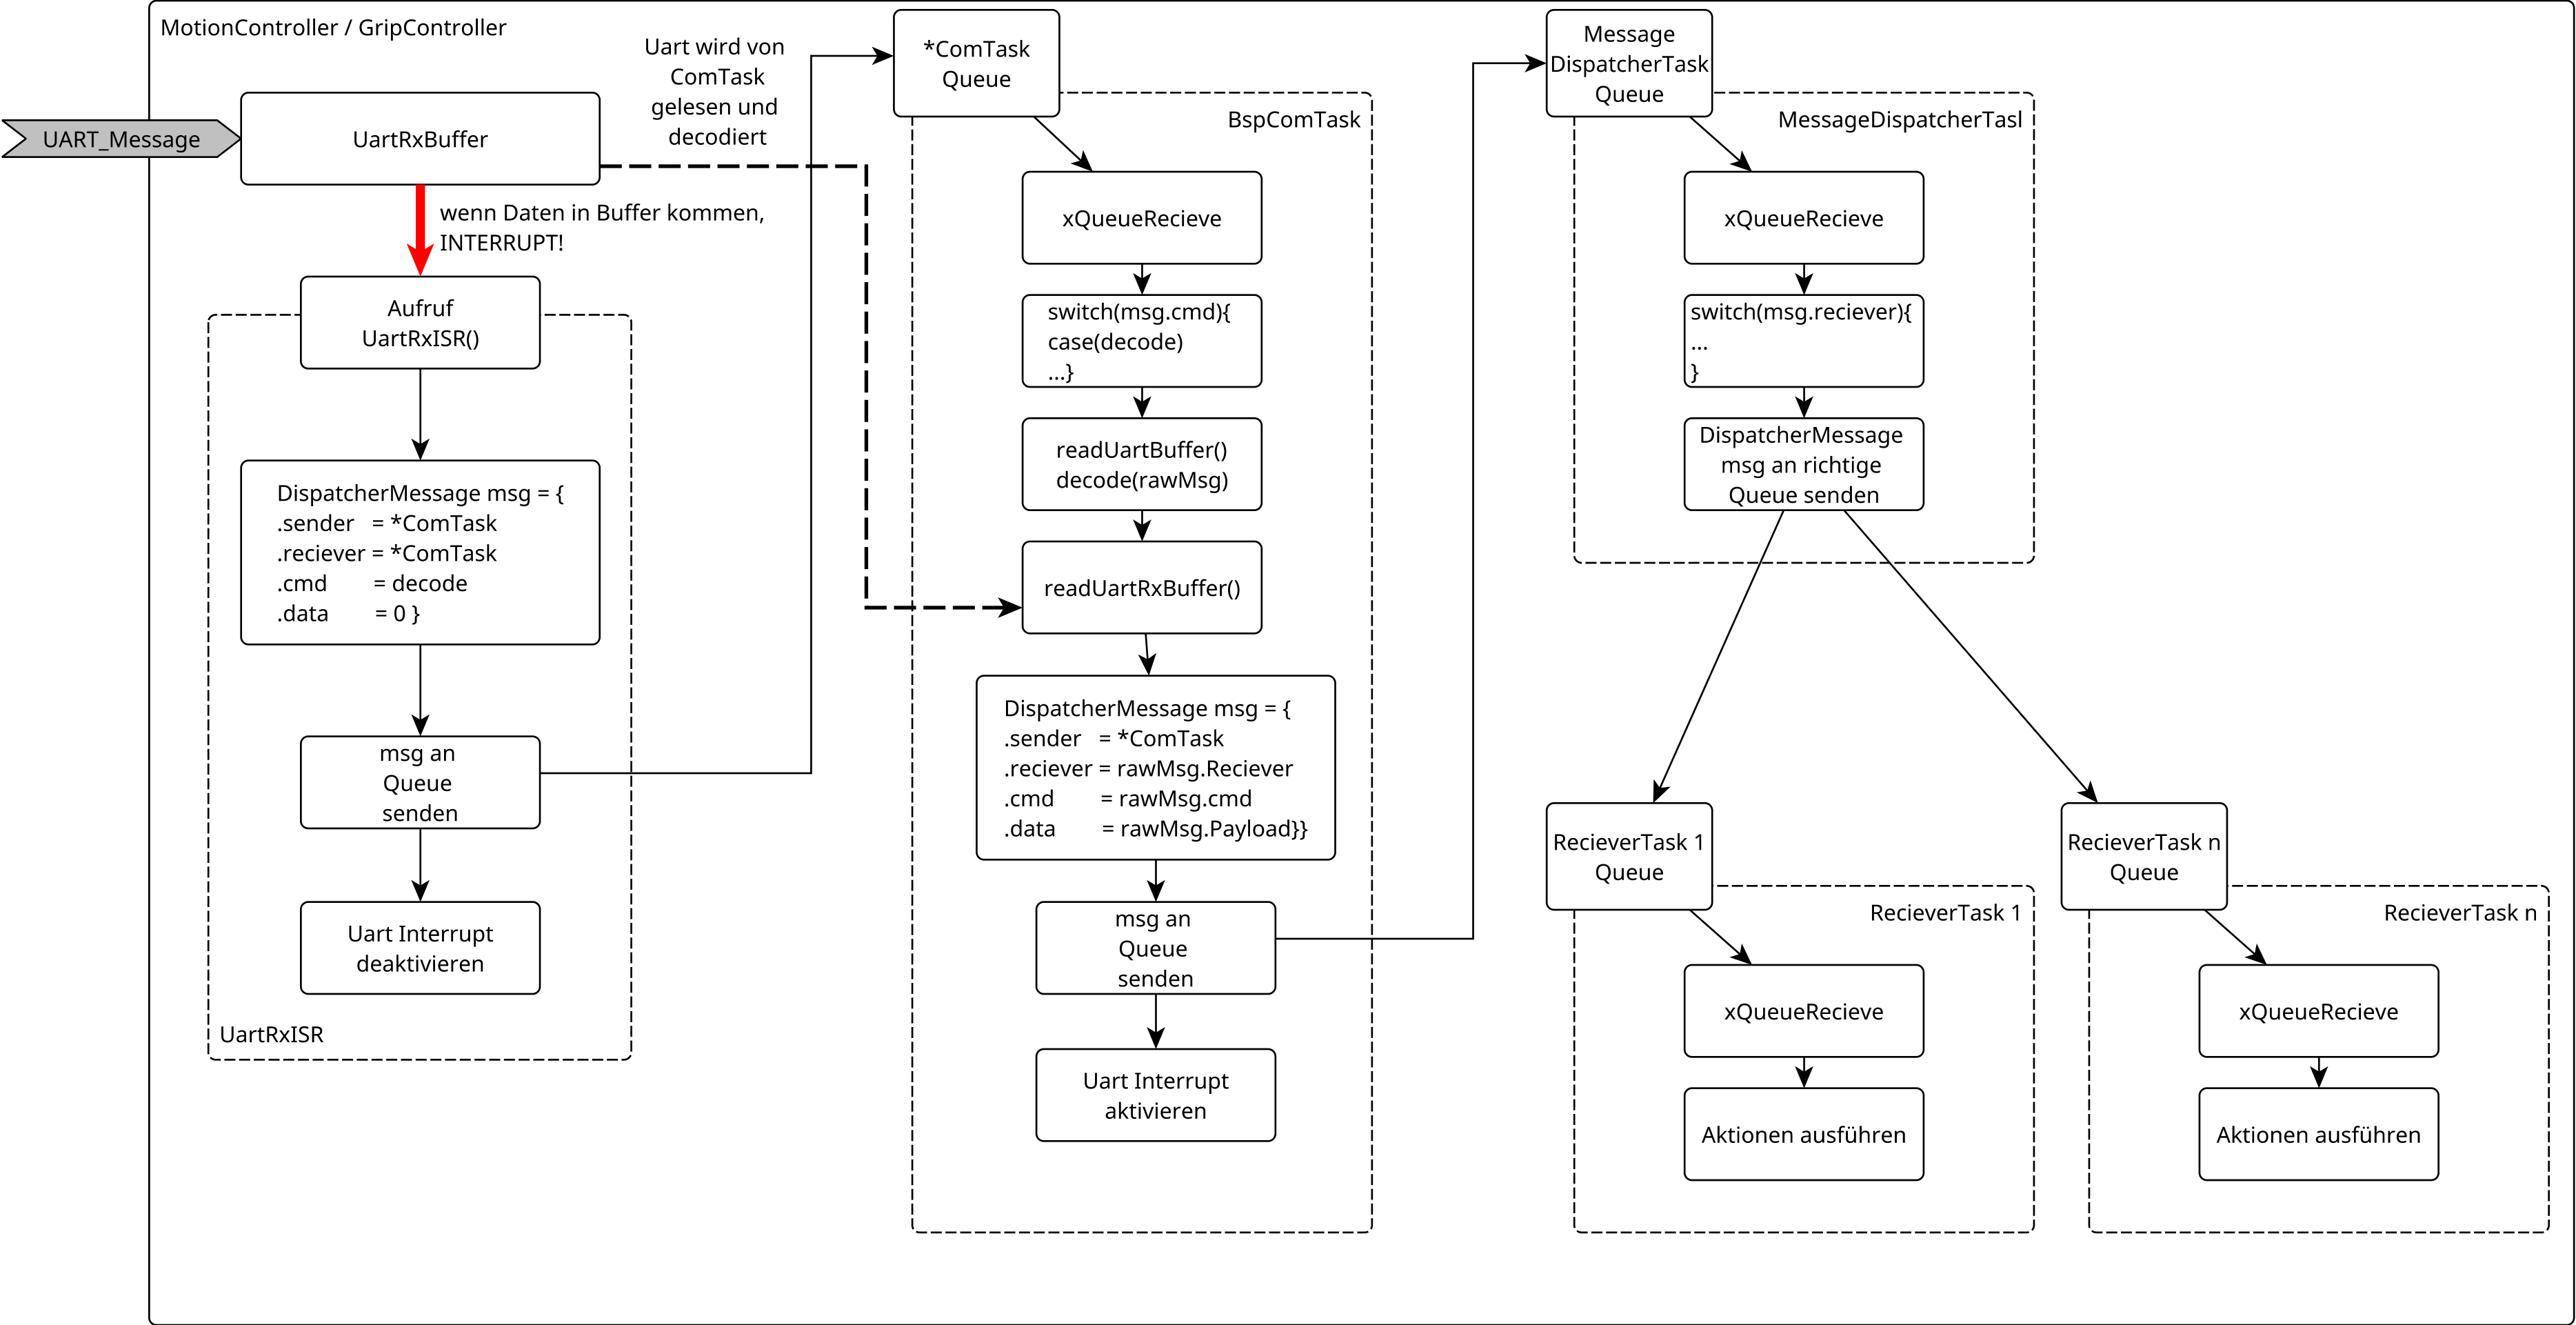 MotionController / GripController
UART_Message
UartRxBuffer
wenn Daten in Buffer kommen,
INTERRUPT!
Aufruf
UartRxISR()
DispatcherMessage msg = {
.sender   = *ComTask
.reciever = *ComTask
.cmd        = decode
.data        = 0 }
msg an
Queue
senden
Uart Interrupt
deaktivieren
UartRxISR
Uart wird von
ComTask
gelesen und
decodiert
*ComTask
Queue
BspComTask
xQueueRecieve
switch(msg.cmd){
case(decode)
...}
readUartBuffer()
decode(rawMsg)
readUartRxBuffer()
DispatcherMessage msg = {
.sender   = *ComTask
.reciever = rawMsg.Reciever
.cmd        = rawMsg.cmd
.data        = rawMsg.Payload}}
msg an
Queue
senden
Uart Interrupt
aktivieren
Message
DispatcherTask
Queue
MessageDispatcherTasl
xQueueRecieve
switch(msg.reciever){
...
}
DispatcherMessage
msg an richtige
Queue senden
RecieverTask 1
Queue
RecieverTask 1
xQueueRecieve
Aktionen ausführen
RecieverTask n
Queue
RecieverTask n
xQueueRecieve
Aktionen ausführen